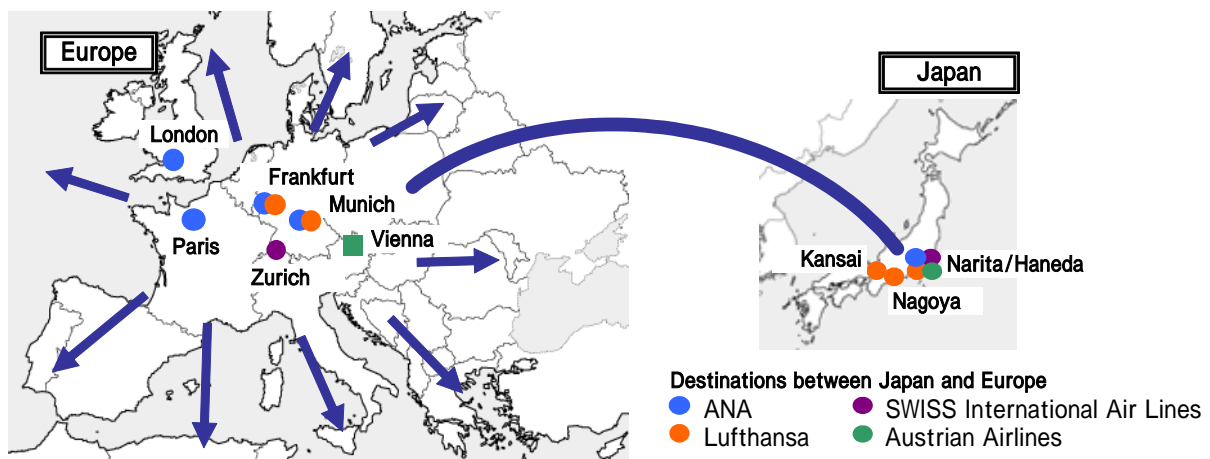 Europe
Japan
London
Frankfurt
Munich
Paris
Vienna
Zurich
Kansai
Narita/Haneda
Nagoya
Destinations between Japan and Europe
ANA
SWISS International Air Lines
Lufthansa
Austrian Airlines